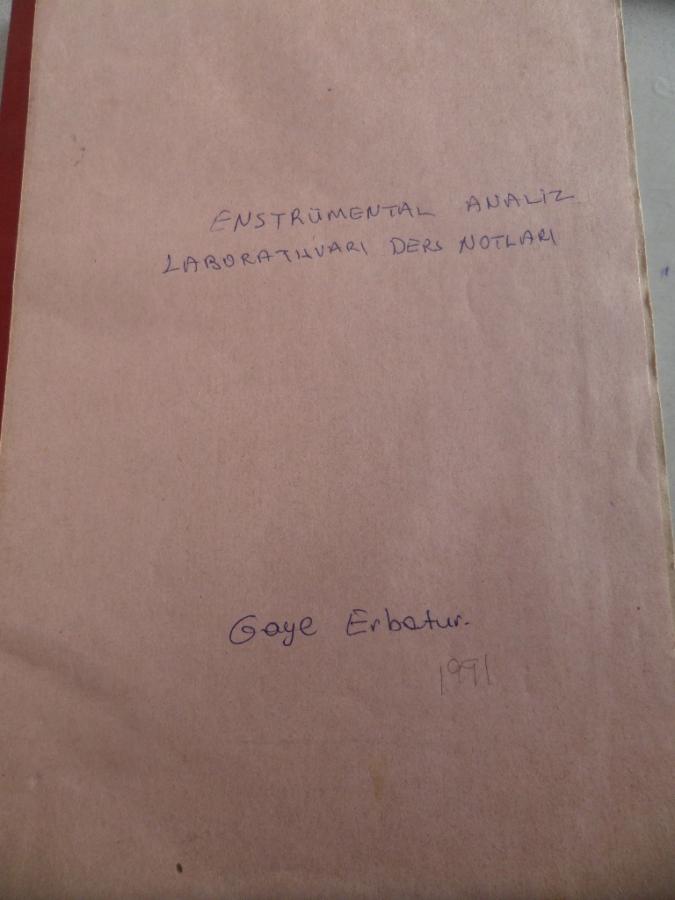 ENSTRÜMENTAL ANALİZ
LABORATUVARI DERS NOTLARI
Gaye Erbatur.
1991